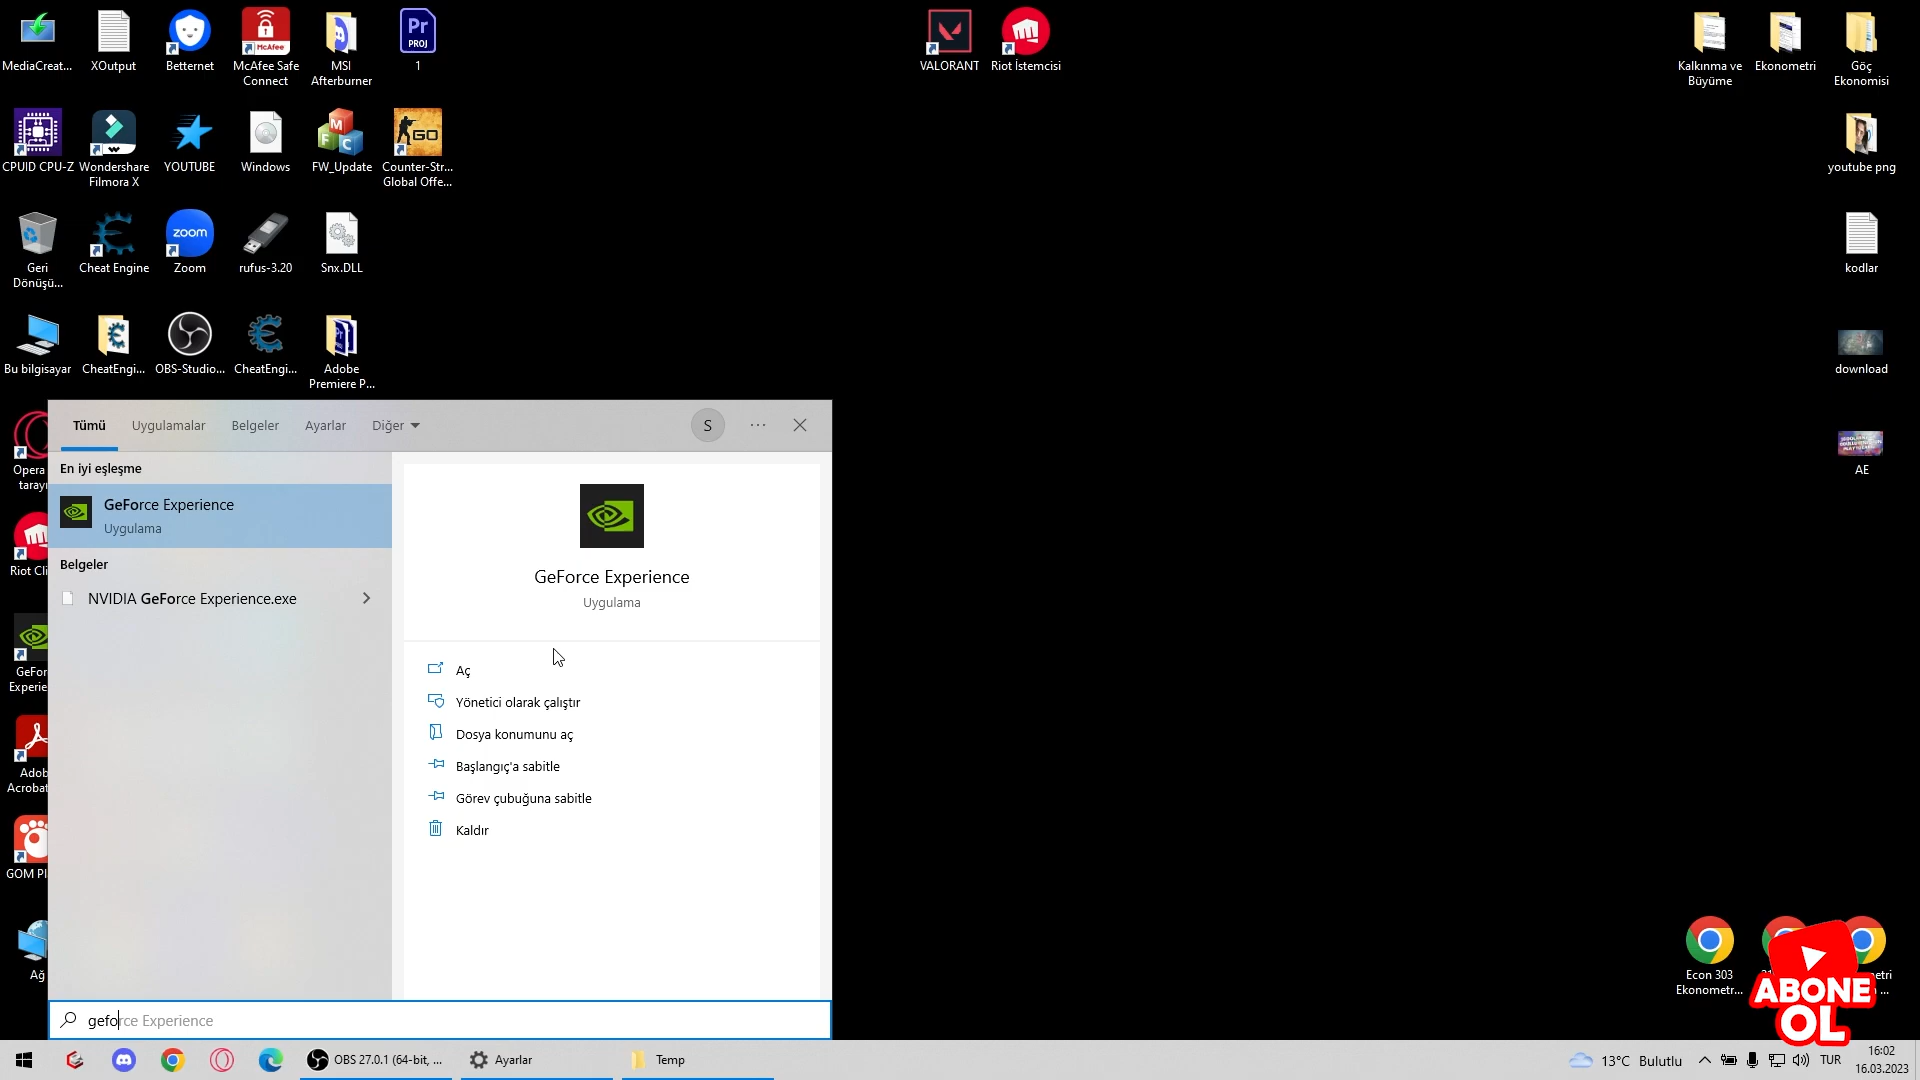 MediaCreat...
XOutput
Betternet
McAfee Safe
Connect
McAfee
MSI
Afterburner
Pr
PROJ
1
VALORANT
Riot İstemcisi
Kalkınma ve
Büyüme
Ekonometri
Göç
Ekonomisi
CPUID CPU-Z
Wondershare
Filmora X
YOUTUBE
Windows
M
F
C
FW_Update
GO
Counter-Str...
Global Offe...
youtube png
Geri
Dönüşü...
Cheat Engine
zoom
Zoom
rufus-3.20
Snx.DLL
kodlar
Bu bilgisayar
CheatEngi...
OBS-Studio...
CheatEngi...
Adobe
Premiere P...
download
AE
Opera
tarayı
Riot Cli
GeFor
Experie
Adob
Acrobat
GOM Pl
Ağ
Tümü
Uygulamalar
Belgeler
Ayarlar
Diğer
S
En iyi eşleşme
GeForce Experience
Uygulama
Belgeler
NVIDIA GeForce Experience.exe
GeForce Experience
Uygulama
Aç
Yönetici olarak çalıştır
Dosya konumunu aç
Başlangıç'a sabitle
Görev çubuğuna sabitle
Kaldır
geforce Experience
Econ 303
Ekonometr...
etri
ABONE
OL
OBS 27.0.1 (64-bit, ...
Ayarlar
Temp
13°C Bulutlu
TUR
16:02
16.03.2023